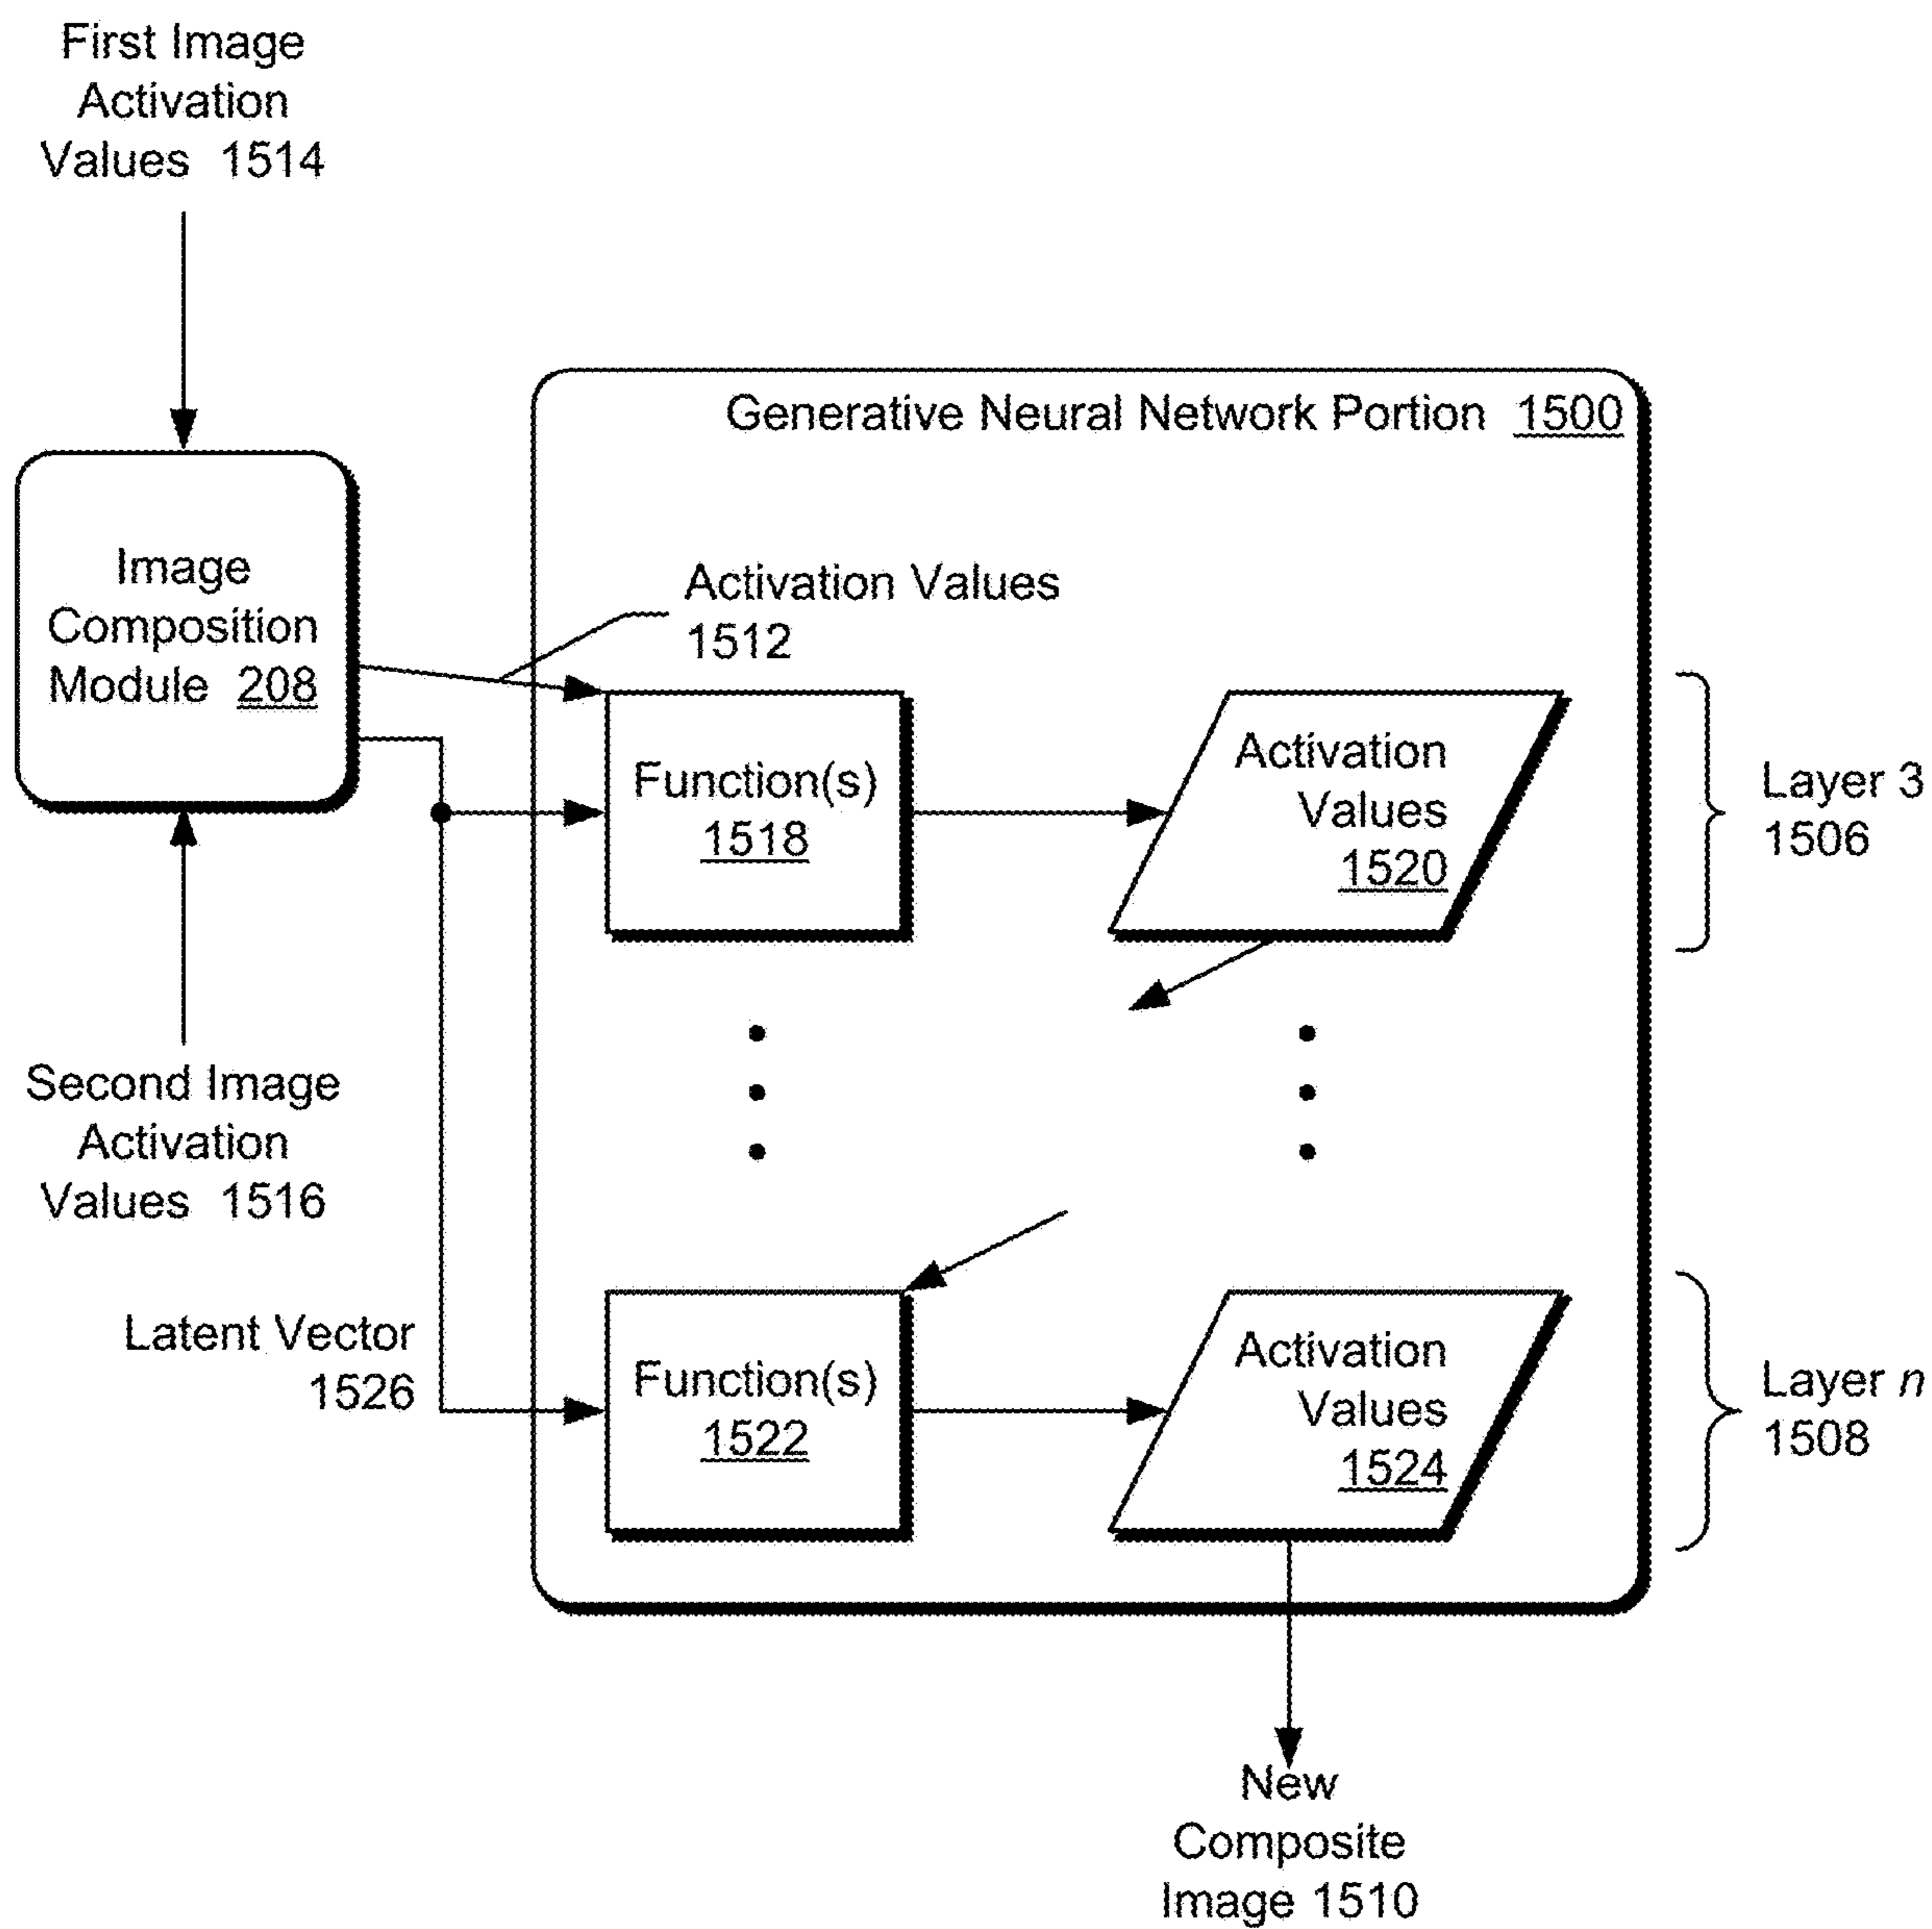 First Image
Activation
Values 1514
Generative Neural Network Portion 1500
Image
Composition
Module 208
Activation Values
1512
Function(s)
1518
Activation
Values
1520
Layer 3
1506
Second Image
Activation
Values 1516
Latent Vector
1526
Function(s)
1522
Activation
Values
1524
Layer n
1508
New
Composite
Image 1510